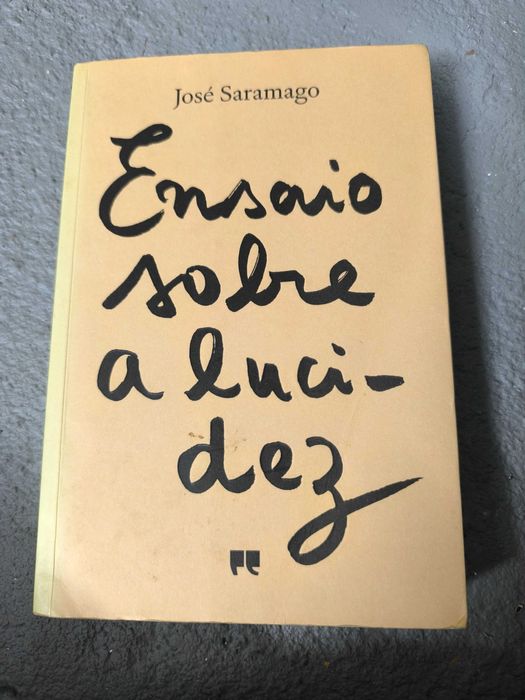 José Saramago
Ensaio
sobre
a luci-
dez